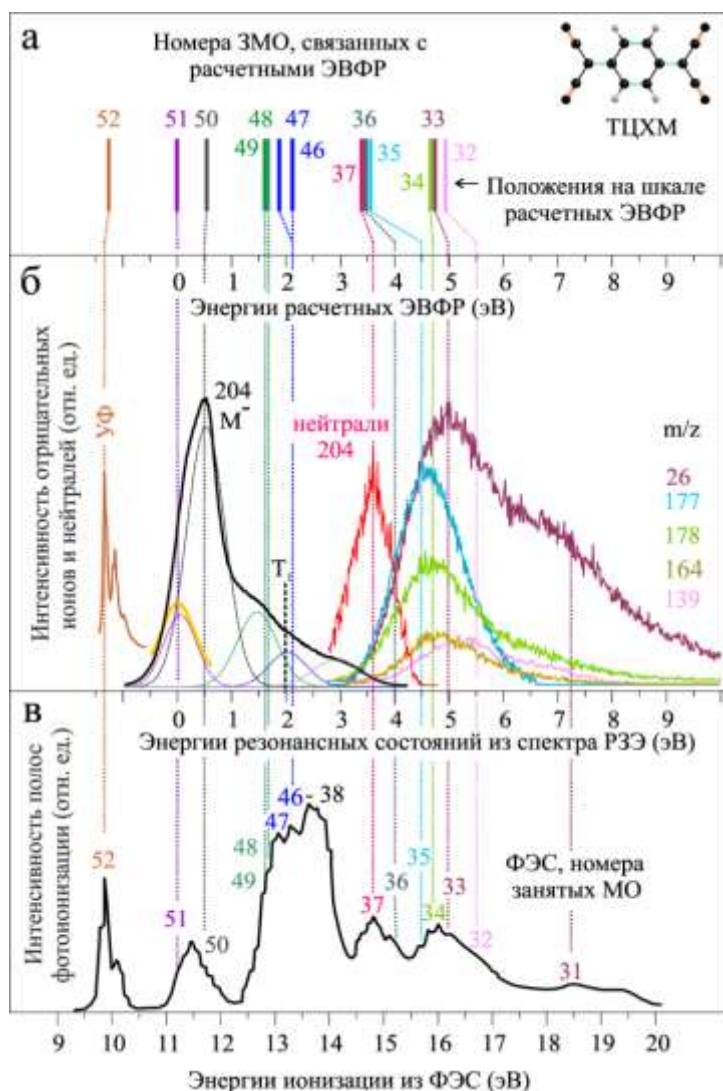 а
Номера ЗМО, связанных с
расчетными ЭВФР
ТЦХМ
52
51
50
48
49
47
46
36
37
35
33
34
32
Положения на шкале
расчетных ЭВФР
0 1 2 3 4 5 6 7 8 9
Энергии расчетных ЭВФР (эВ)
б
Интенсивность отрицательных
ионов и нейтралей (отн. ед.)
УФ
204
М-
нейтрали
204
Т
m/z
26
177
178
164
139
0 1 2 3 4 5 6 7 8 9
Энергии резонансных состояний из спектра РЗЭ (эВ)
в
Интенсивность полос
фотоионизации (отн. ед.)
52
51
50
46 - 38
47
48
49
37
36
35
34
33
32
31
ФЭС, номера
занятых МО
9 10 11 12 13 14 15 16 17 18 19 20
Энергии ионизации из ФЭС (эВ)